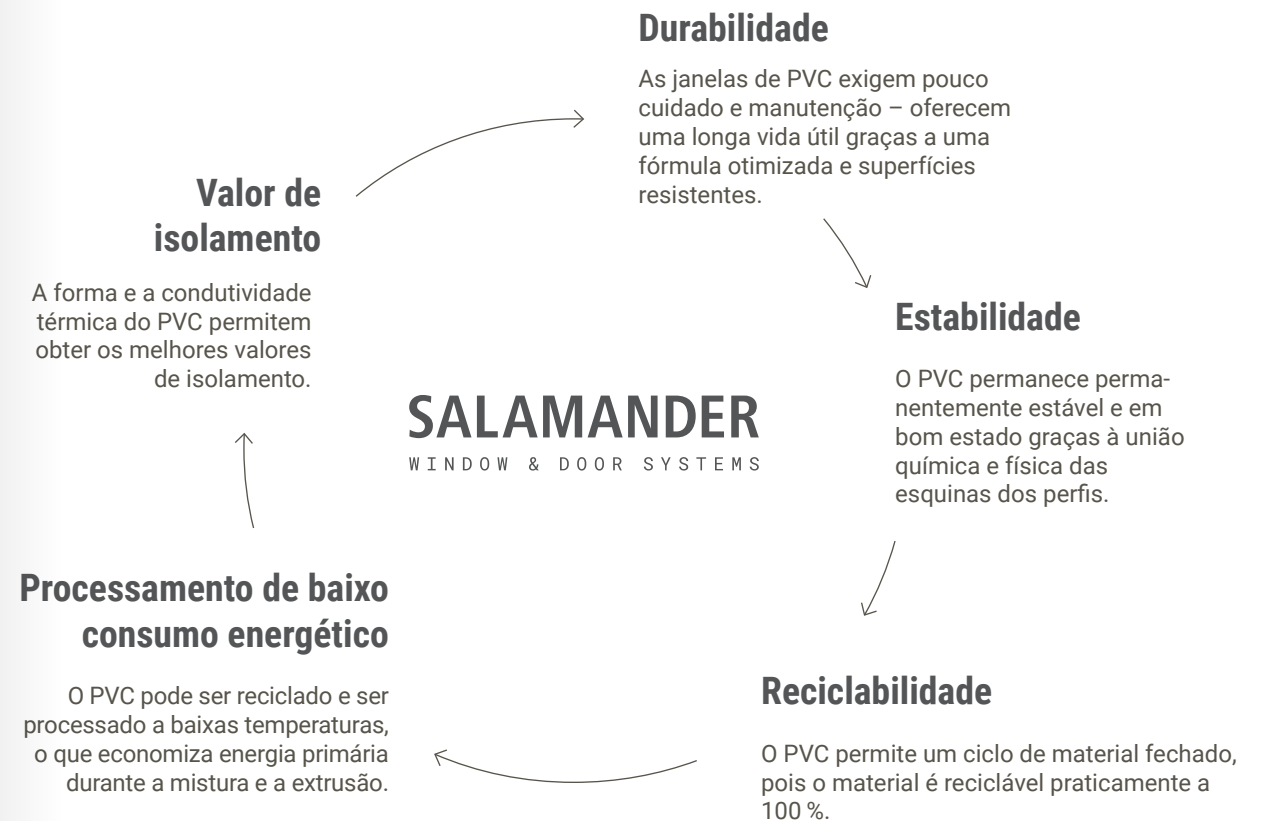 Durabilidade
As janelas de PVC exigem pouco
cuidado e manutenção – oferecem
uma longa vida útil graças a uma
fórmula otimizada e superfícies
resistentes.
Estabilidade
O PVC permanece perma-
nentemente estável e em
bom estado graças à união
química e física das
esquinas dos perfis.
Reciclabilidade
O PVC permite um ciclo de material fechado,
pois o material é reciclável praticamente a
100 %.
Processamento de baixo
consumo energético
O PVC pode ser reciclado e ser
processado a baixas temperaturas,
o que economiza energia primária
durante a mistura e a extrusão.
Valor de
isolamento
A forma e a condutividade
térmica do PVC permitem
obter os melhores valores
de isolamento.
SALAMANDER
WINDOW & DOOR SYSTEMS